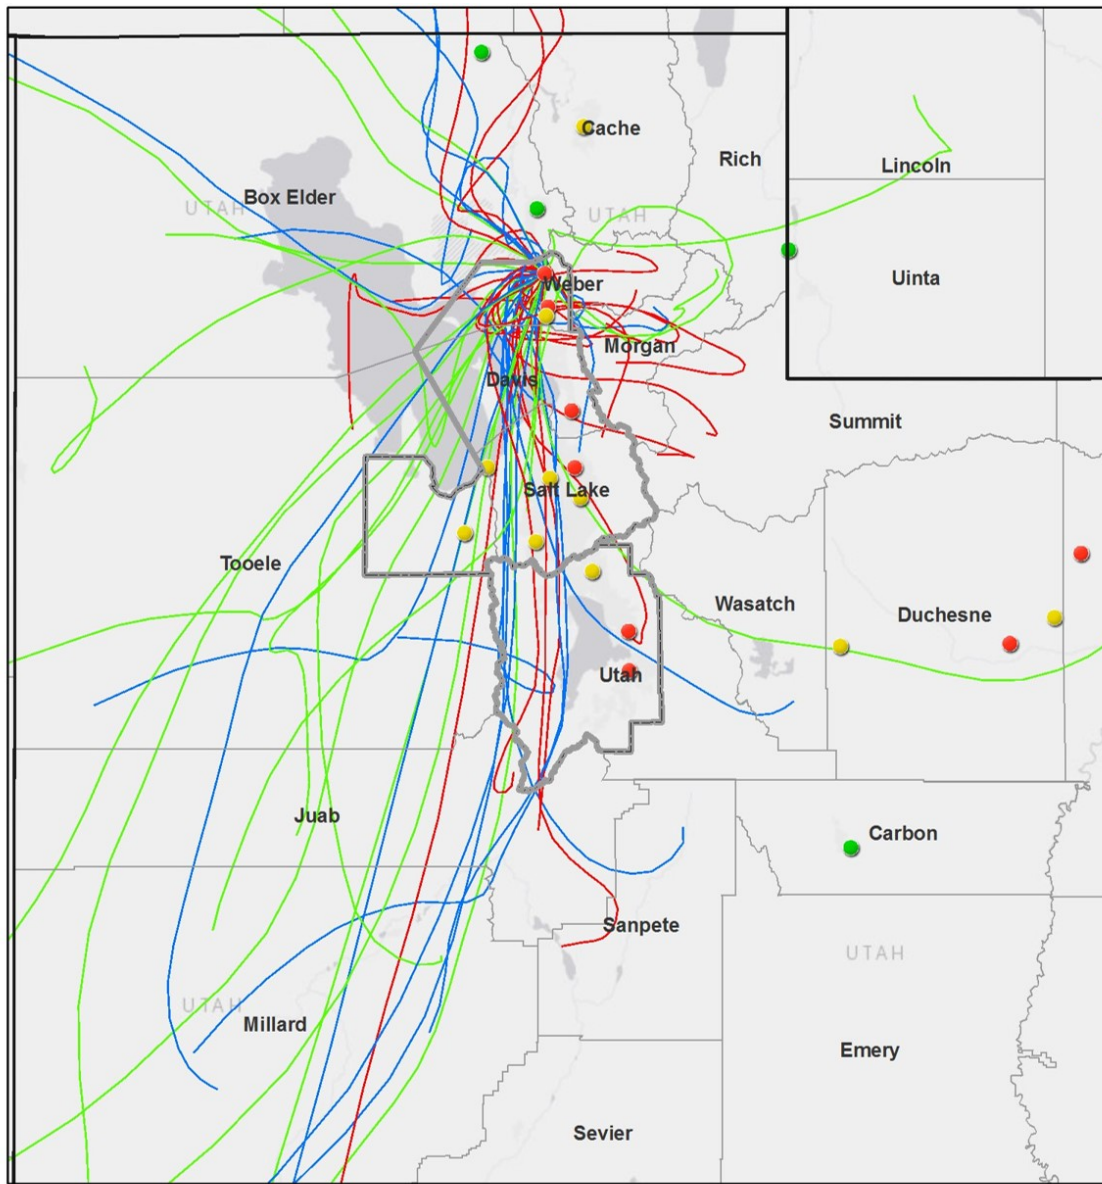 Cache
Rich
Lincoln
Box Elder
UTAH
UTAH
Uinta
Weber
Morgan
Davis
Summit
Salt Lake
Tooele
Wasatch
Duchesne
Utah
Juab
Carbon
Sanpete
UTAH
UTAH
Millard
Emery
Sevier